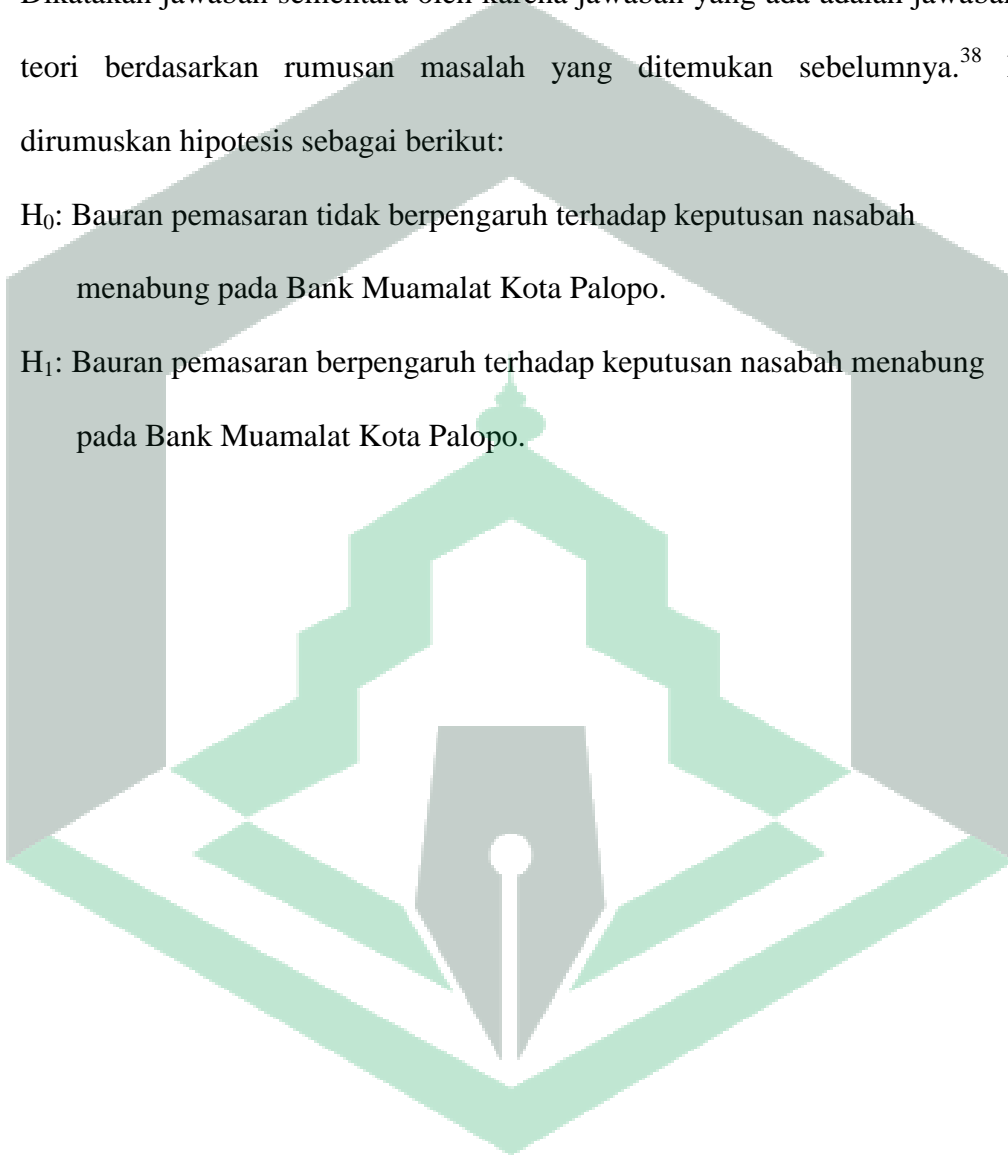 Dikatakan jawaban sementara oleh karena jawaban yang ada adalah
teori berdasarkan rumusan masalah yang ditemukan sebelumnya.38
dirumuskan hipotesis sebagai berikut:
H0: Bauran pemasaran tidak berpengaruh terhadap keputusan nasabah
menabung pada Bank Muamalat Kota Palopo.
H1: Bauran pemasaran berpengaruh terhadap keputusan nasabah menabung
pada Bank Muamalat Kota Palopo.